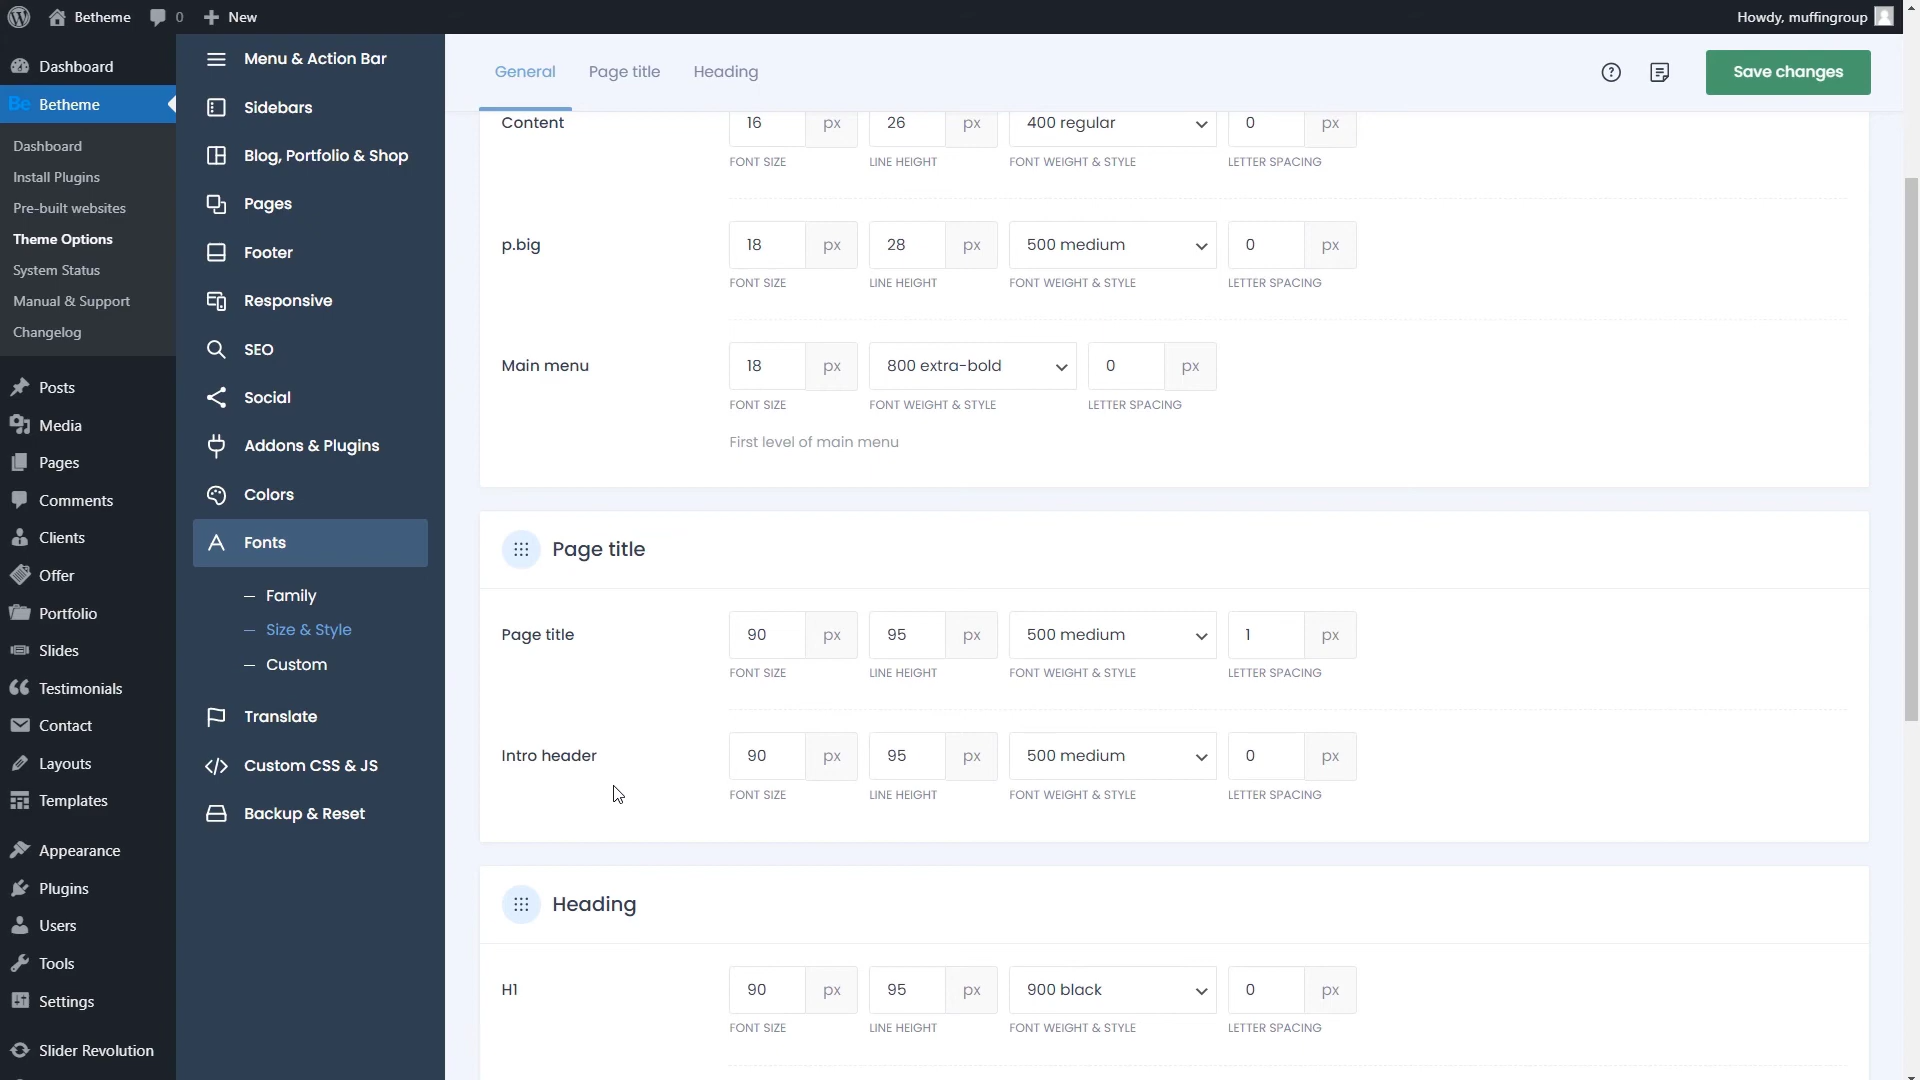 Betheme
0
New
Howdy, muffingroup
Dashboard
Be Betheme
Dashboard
Install Plugins
Pre-built websites
Theme Options
System Status
Manual & Support
Changelog
Posts
Media
Pages
Comments
Clients
Offer
Portfolio
Slides
Testimonials
Contact
Layouts
Templates
Appearance
Plugins
Users
Tools
Settings
Slider Revolution
Menu & Action Bar
Sidebars
Blog, Portfolio & Shop
Pages
Footer
Responsive
SEO
Social
Addons & Plugins
Colors
Fonts
— Family
— Size & Style
— Custom
Translate
Custom CSS & JS
Backup & Reset
General Page title Heading
Save changes
Content 16 px 26 px 400 regular 0 px
FONT SIZE LINE HEIGHT FONT WEIGHT & STYLE LETTER SPACING
p.big 18 px 28 px 500 medium 0 px
FONT SIZE LINE HEIGHT FONT WEIGHT & STYLE LETTER SPACING
Main menu 18 px 800 extra-bold 0 px
FONT SIZE FONT WEIGHT & STYLE LETTER SPACING
First level of main menu
Page title
Page title 90 px 95 px 500 medium 1 px
FONT SIZE LINE HEIGHT FONT WEIGHT & STYLE LETTER SPACING
Intro header 90 px 95 px 500 medium 0 px
FONT SIZE LINE HEIGHT FONT WEIGHT & STYLE LETTER SPACING
Heading
H1 90 px 95 px 900 black 0 px
FONT SIZE LINE HEIGHT FONT WEIGHT & STYLE LETTER SPACING